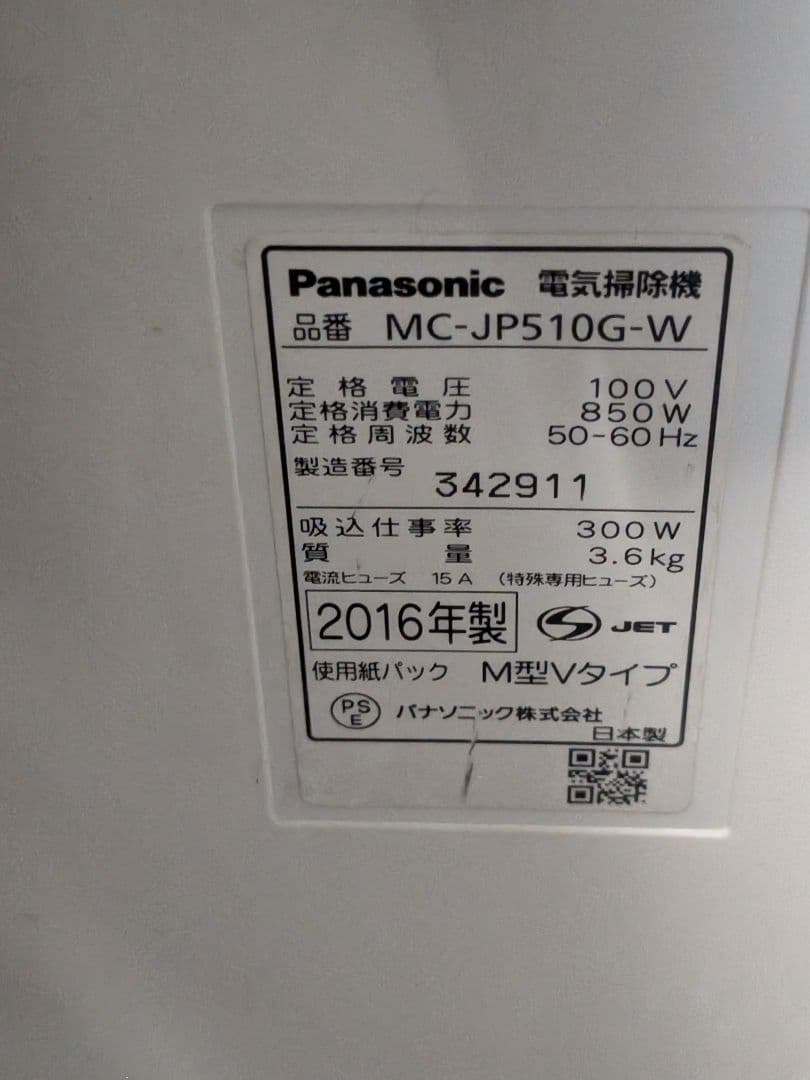 Panasonic 電気掃除機
品番 MC-JP510G-W
定格電圧 100V
定格消費電力 850W
定格周波数 50-60Hz
製造番号 342911
吸込仕事率 300W
質量 3.6kg
電流ヒューズ 15A (特殊専用ヒューズ)
2016年製 S JET
使用紙パック M型Vタイプ
PSE パナソニック株式会社
日本製